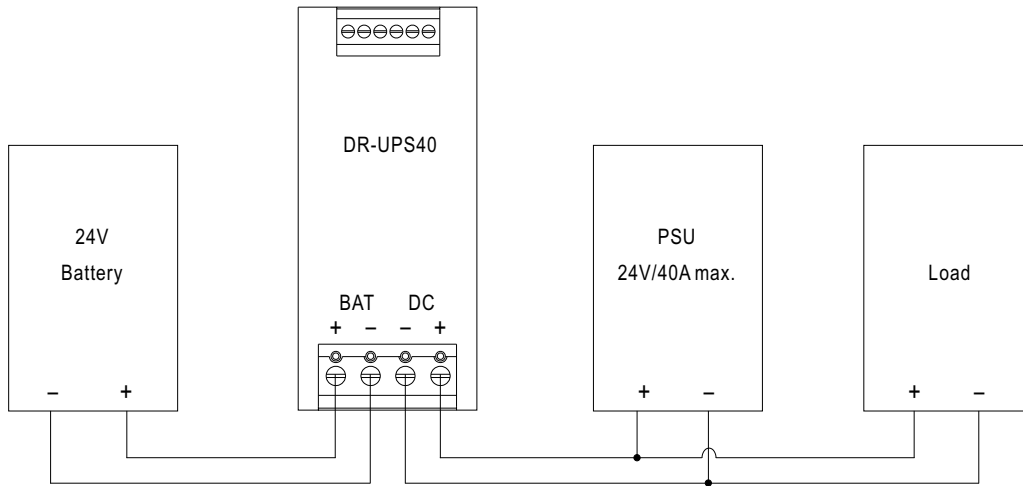 DR-UPS40
24V
Battery
PSU
24V/40A max.
Load
BAT DC
+ – – +
– +
+ –
+ –